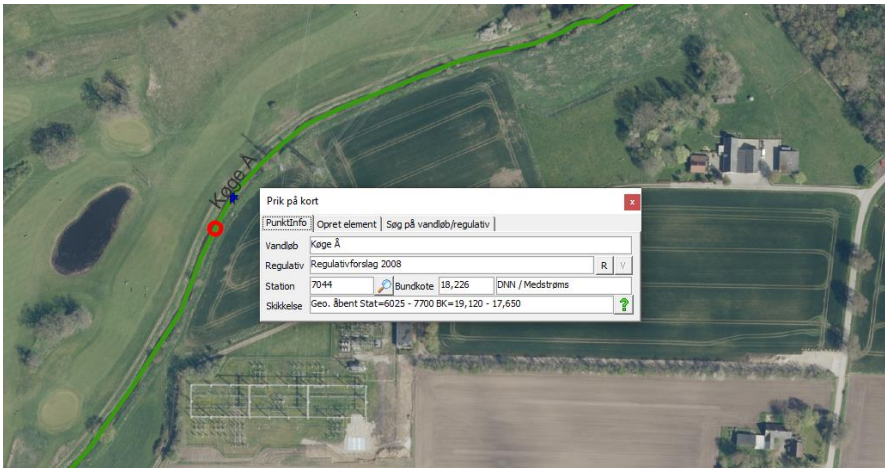 Køge Å
Prik på kort x
PunktInfo Opret element Søg på vandløb/regulativ
Vandløb Køge Å
Regulativ Regulativforslag 2008 R V
Station 7044 Bundkote 18,226 DNN / Medstrøms
Skikkelse Geo. åbent Stat=6025 - 7700 BK=19,120 - 17,650 ?